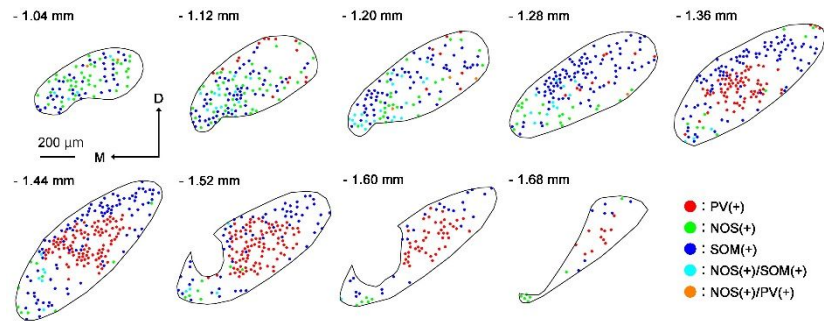 - 1.04 mm
- 1.12 mm
- 1.20 mm
- 1.28 mm
- 1.36 mm
D
200 μm
M
- 1.44 mm
- 1.52 mm
- 1.60 mm
- 1.68 mm
: PV(+)
: NOS(+)
: SOM(+)
: NOS(+)/SOM(+)
: NOS(+)/PV(+)